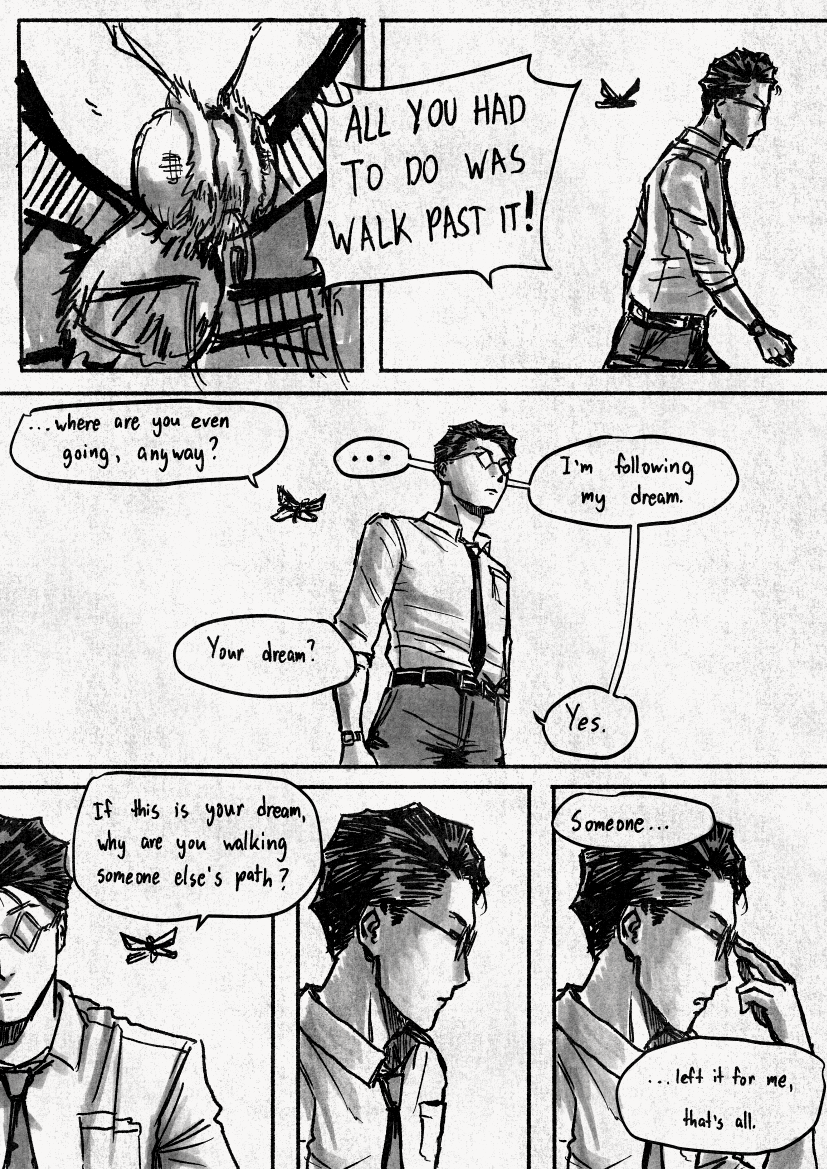 ALL YOU HAD
TO DO WAS
WALK PAST IT!
...where are you even
going, anyway?
...
I'm following
my dream.
Your dream?
Yes.
If this is your dream,
why are you walking
someone else's path?
Someone...
...left it for me,
that's all.